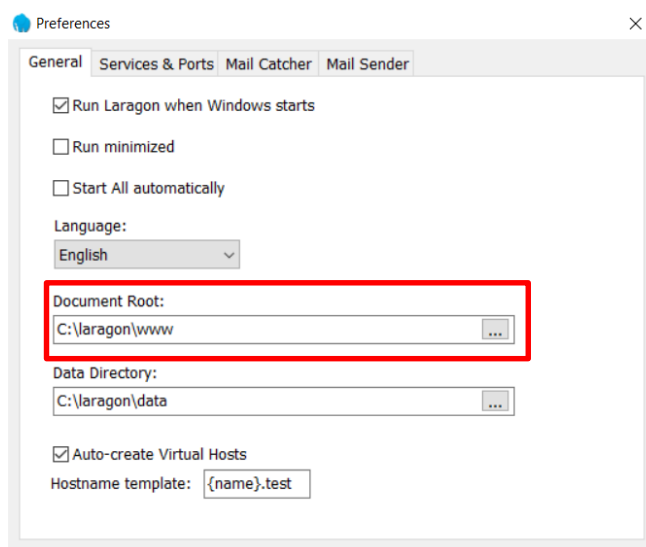 Preferences
General Services & Ports Mail Catcher Mail Sender
Run Laragon when Windows starts
Run minimized
Start All automatically
Language:
English
Document Root:
C:\laragon\www
...
Data Directory:
C:\laragon\data
...
Auto-create Virtual Hosts
Hostname template: {name}.test